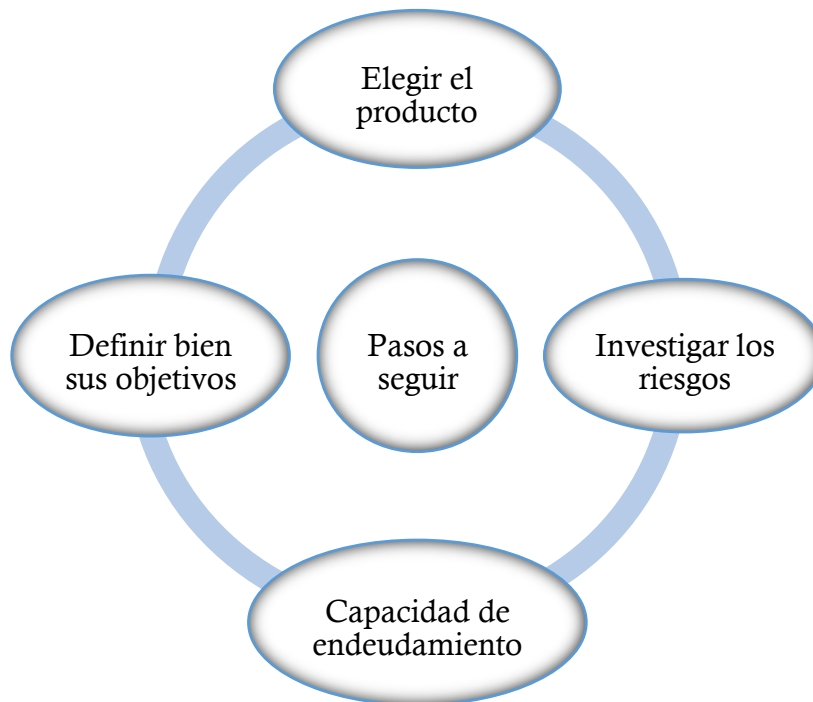 Elegir el
producto
Definir bien
sus objetivos
Pasos a
seguir
Investigar los
riesgos
Capacidad de
endeudamiento